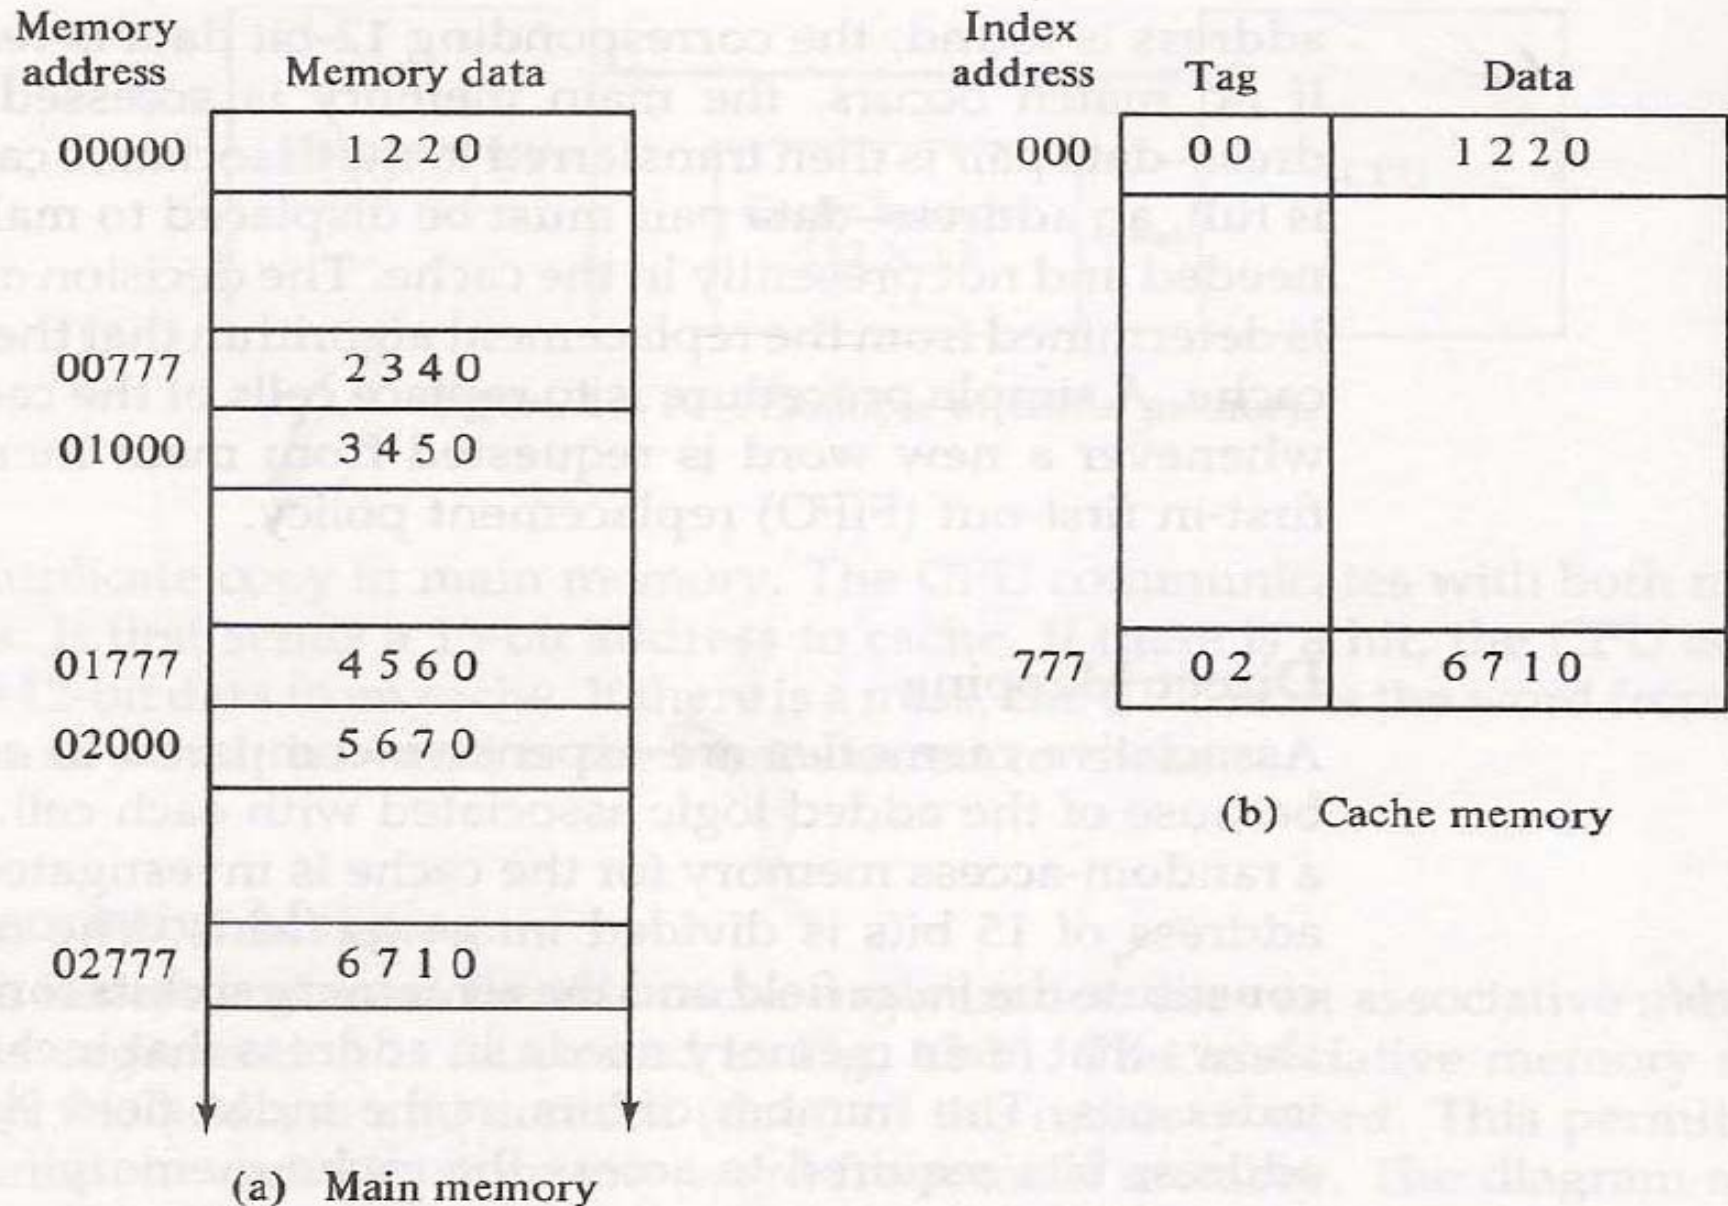 Memory address
Memory data
00000 1 2 2 0
00777 2 3 4 0
01000 3 4 5 0
01777 4 5 6 0
02000 5 6 7 0
02777 6 7 1 0
(a) Main memory
Index address
Tag
Data
000 0 0 1 2 2 0
777 0 2 6 7 1 0
(b) Cache memory